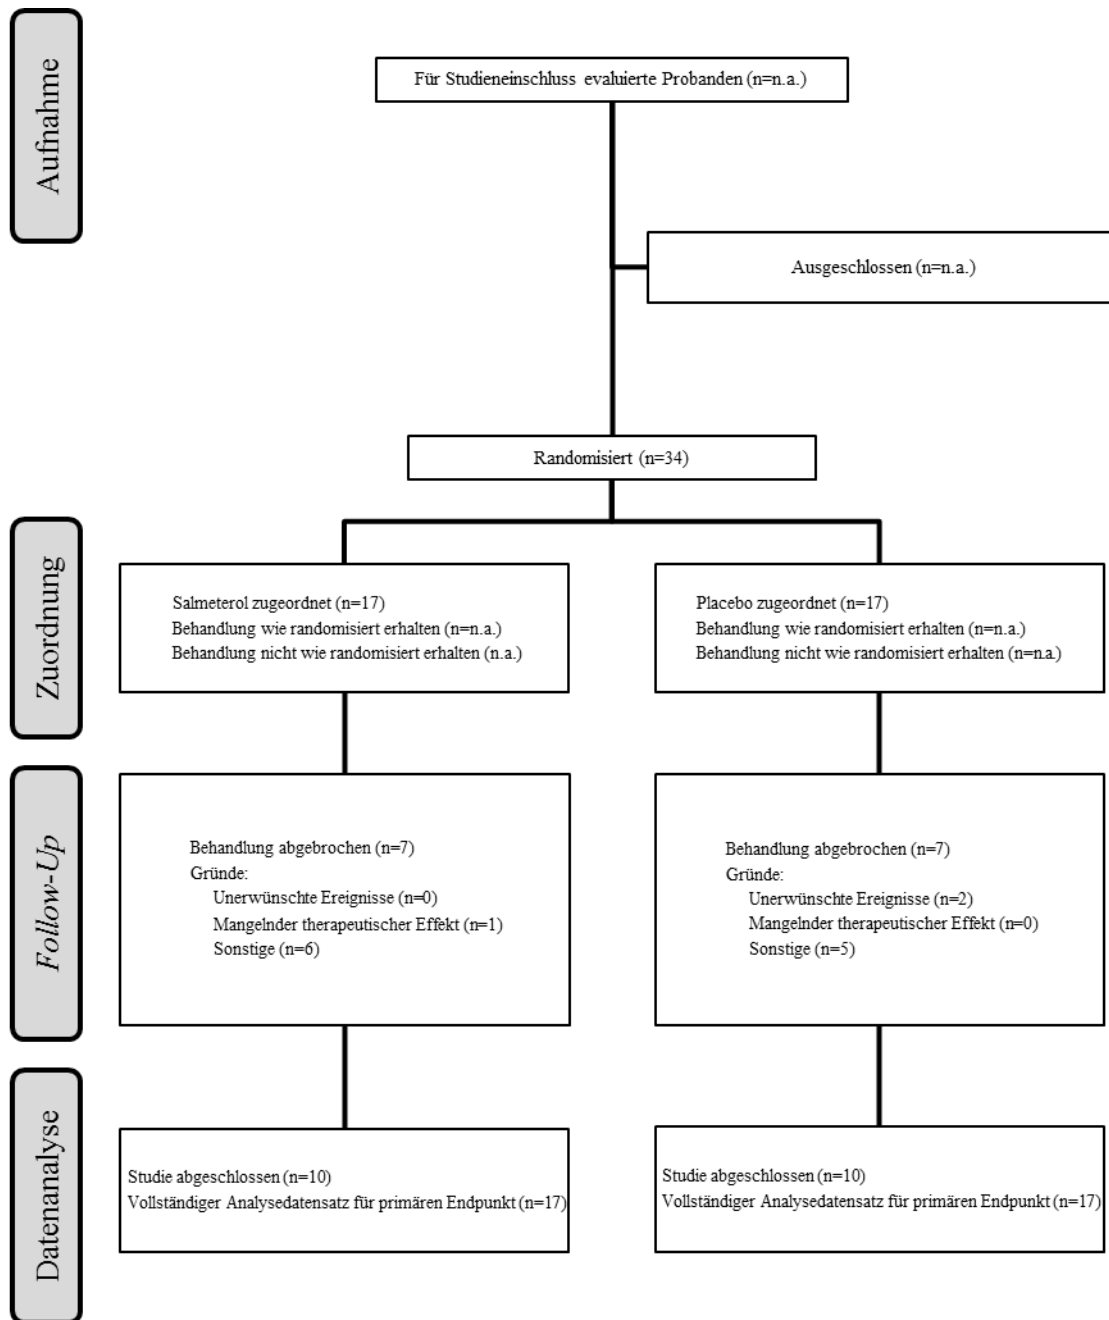 Aufnahme
Für Studieneinschluss evaluierte Probanden (n=n.a.)
Ausgeschlossen (n=n.a.)
Randomisiert (n=34)
Zuordnung
Salmeterol zugeordnet (n=17)
Behandlung wie randomisiert erhalten (n=n.a.)
Behandlung nicht wie randomisiert erhalten (n.a.)
Placebo zugeordnet (n=17)
Behandlung wie randomisiert erhalten (n=n.a.)
Behandlung nicht wie randomisiert erhalten (n=n.a.)
Follow-Up
Behandlung abgebrochen (n=7)
Gründe:
Unerwünschte Ereignisse (n=0)
Mangelnder therapeutischer Effekt (n=1)
Sonstige (n=6)
Behandlung abgebrochen (n=7)
Gründe:
Unerwünschte Ereignisse (n=2)
Mangelnder therapeutischer Effekt (n=0)
Sonstige (n=5)
Datenanalyse
Studie abgeschlossen (n=10)
Vollständiger Analysedatensatz für primären Endpunkt (n=17)
Studie abgeschlossen (n=10)
Vollständiger Analysedatensatz für primären Endpunkt (n=17)